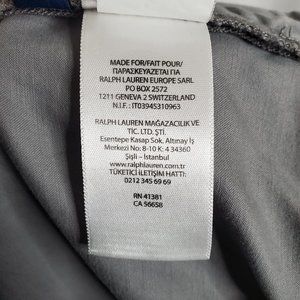 MADE FOR/FAIT POUR/
ΠΑΡΑΣΚΕΥΑΖΕΤΑΙ ΓΙΑ
RALPH LAUREN EUROPE SARL
PO BOX 2572
1211 GENEVA 2 SWITZERLAND
N.I.F.: IT03945310963
RALPH LAUREN MAĞAZACILIK VE
TİC. LTD. ŞTİ.
Esentepe Kasap Sok. Altınay İş
Merkezi No: 8-10 K: 4 34360
Şişli - İstanbul
www.ralphlauren.com.tr
TÜKETİCİ İLETİŞİM HATTI:
0212 345 69 69
RN 41381
CA 56658